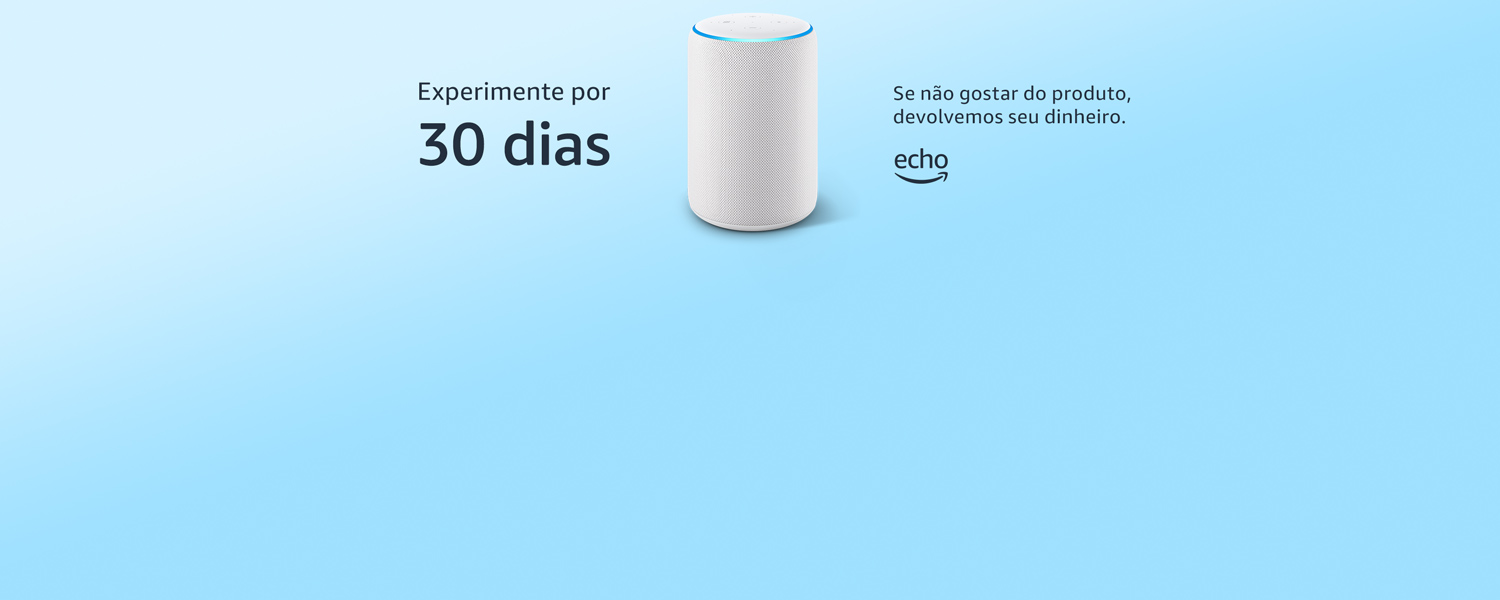 Experimente por
30 dias
Se não gostar do produto,
devolvemos seu dinheiro.
echo